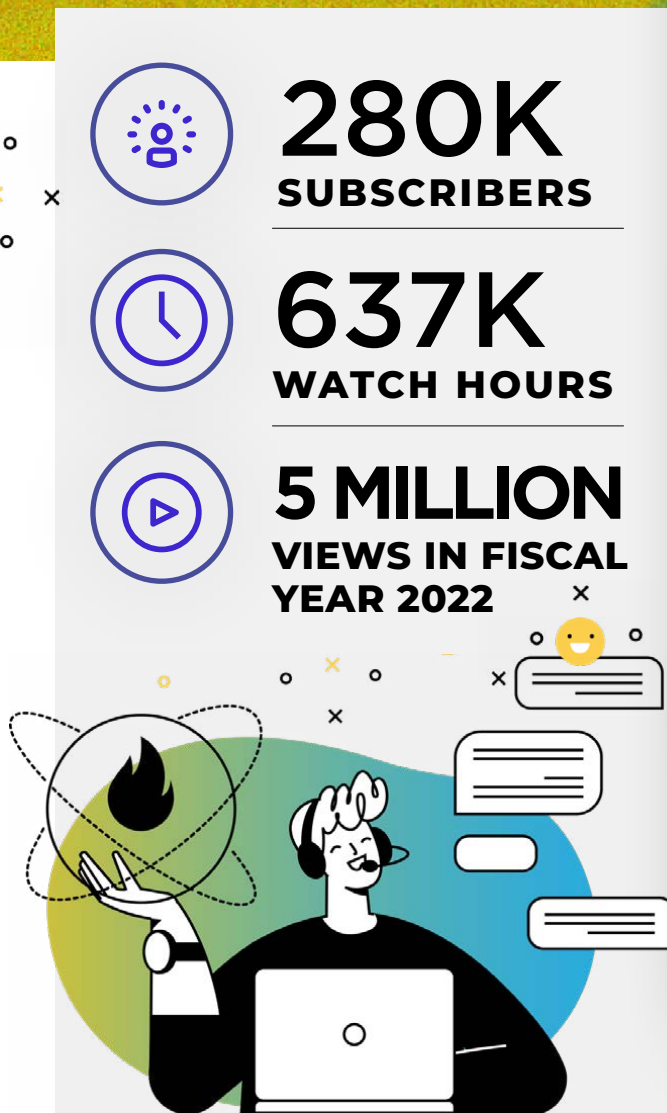 280K
SUBSCRIBERS
637K
WATCH HOURS
5 MILLION
VIEWS IN FISCAL
YEAR 2022